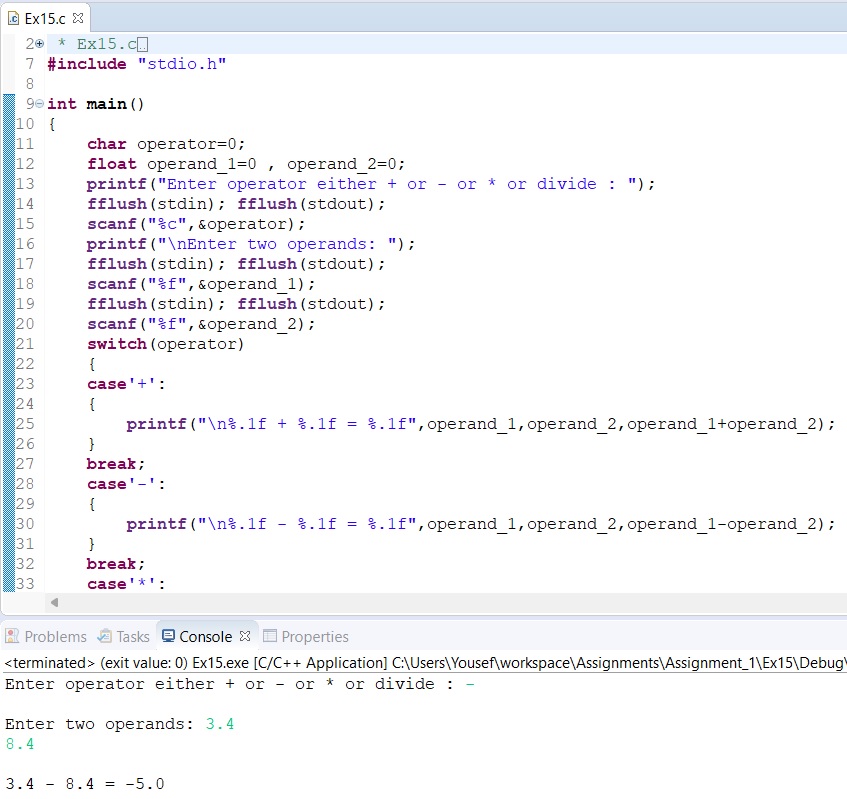 Ex15.c
2 * Ex15.c
7 #include "stdio.h"
8
9 int main()
10 {
11     char operator=0;
12     float operand_1=0 , operand_2=0;
13     printf("Enter operator either + or - or * or divide : ");
14     fflush(stdin); fflush(stdout);
15     scanf("%c",&operator);
16     printf("\nEnter two operands: ");
17     fflush(stdin); fflush(stdout);
18     scanf("%f",&operand_1);
19     fflush(stdin); fflush(stdout);
20     scanf("%f",&operand_2);
21     switch(operator)
22     {
23     case'+':
24     {
25         printf("\n%.1f + %.1f = %.1f",operand_1,operand_2,operand_1+operand_2);
26     }
27     break;
28     case'-':
29     {
30         printf("\n%.1f - %.1f = %.1f",operand_1,operand_2,operand_1-operand_2);
31     }
32     break;
33     case'*':
Problems Tasks Console Properties
<terminated> (exit value: 0) Ex15.exe [C/C++ Application] C:\Users\Yousef\workspace\Assignments\Assignment_1\Ex15\Debug\
Enter operator either + or - or * or divide : -
Enter two operands: 3.4
8.4
3.4 - 8.4 = -5.0